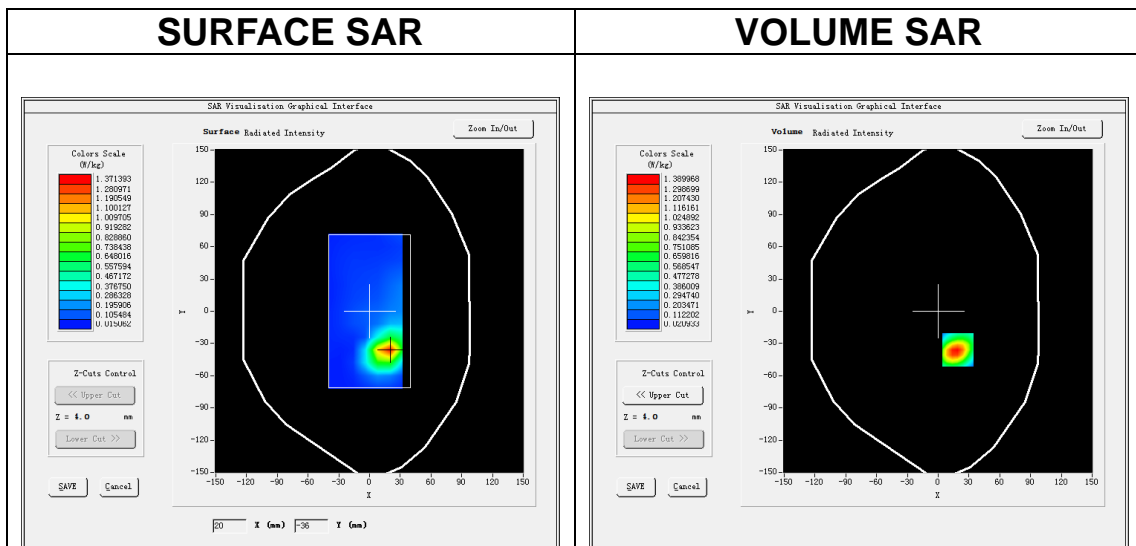 SURFACE SAR
VOLUME SAR
SAR Visualisation Graphical Interface
Surface Radiated Intensity
Zoom In/Out
Colors Scale
(W/kg)
1.371393
1.280971
1.190549
1.100127
1.009705
0.919282
0.828860
0.738438
0.648016
0.557594
0.467172
0.376750
0.286328
0.195906
0.105484
0.015062
Z-Cuts Control
<< Upper Cut
Z = 4.0 mm
Lower Cut >>
SAVE Cancel
150
120
90
60
30
0
-30
-60
-90
-120
-150
Y
-150 -120 -90 -60 -30 0 30 60 90 120 150
X
20 X (mm) -36 Y (mm)
SAR Visualisation Graphical Interface
Volume Radiated Intensity
Zoom In/Out
Colors Scale
(W/kg)
1.389968
1.298699
1.207430
1.116161
1.024892
0.933623
0.842354
0.751085
0.659816
0.568547
0.477278
0.386009
0.294740
0.203471
0.112202
0.020933
Z-Cuts Control
<< Upper Cut
Z = 4.0 mm
Lower Cut >>
SAVE Cancel
150
120
90
60
30
0
-30
-60
-90
-120
-150
Y
-150 -120 -90 -60 -30 0 30 60 90 120 150
X